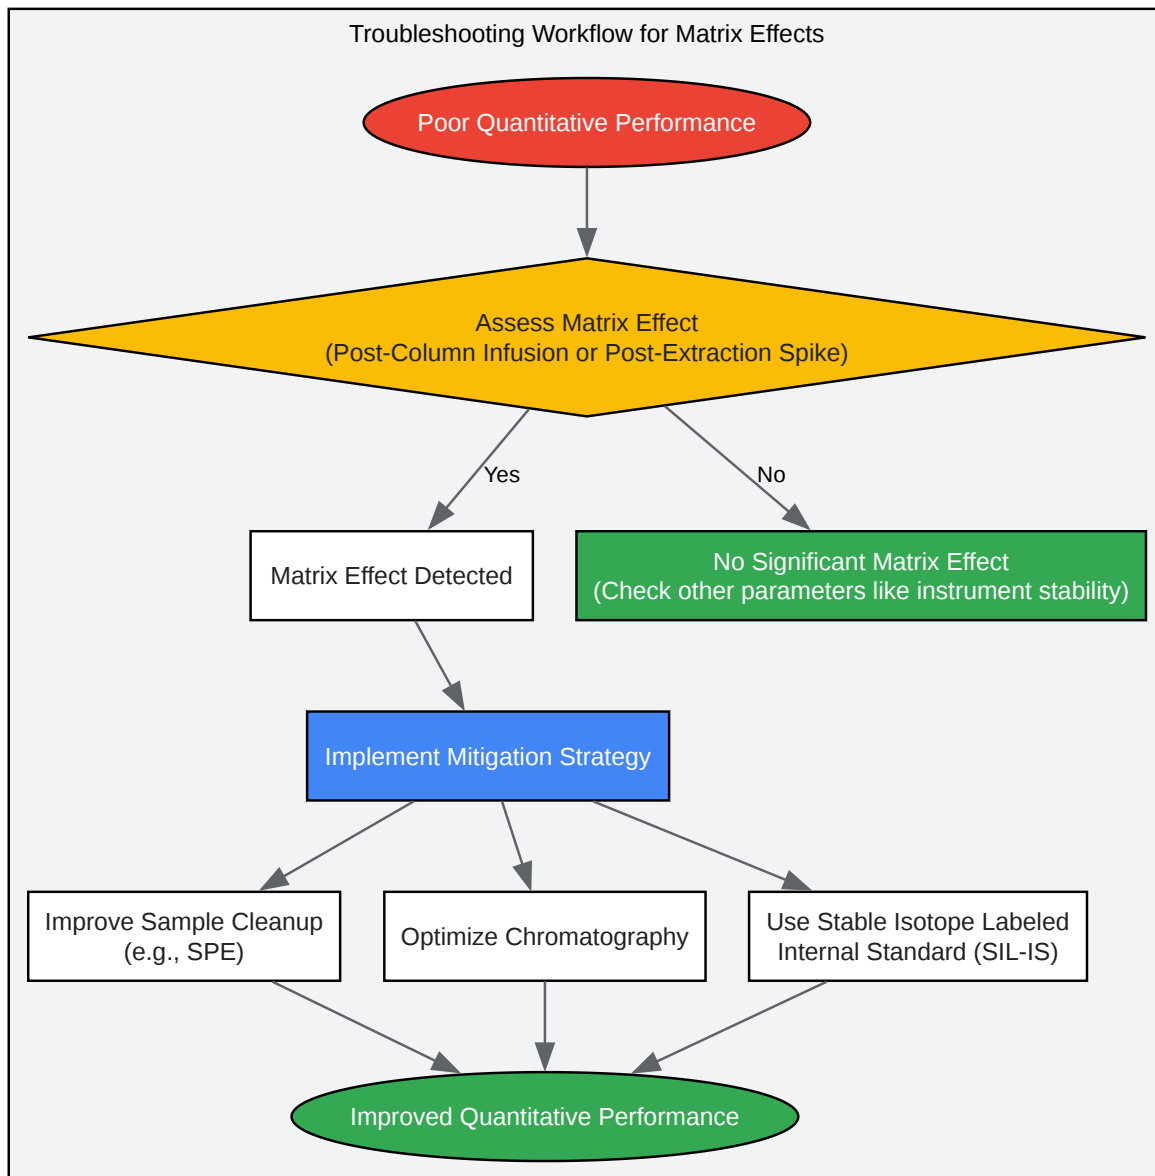 Troubleshooting Workflow for Matrix Effects
Poor Quantitative Performance
Assess Matrix Effect
(Post-Column Infusion or Post-Extraction Spike)
Yes
No
Matrix Effect Detected
No Significant Matrix Effect
(Check other parameters like instrument stability)
Implement Mitigation Strategy
Improve Sample Cleanup
(e.g., SPE)
Optimize Chromatography
Use Stable Isotope Labeled
Internal Standard (SIL-IS)
Improved Quantitative Performance